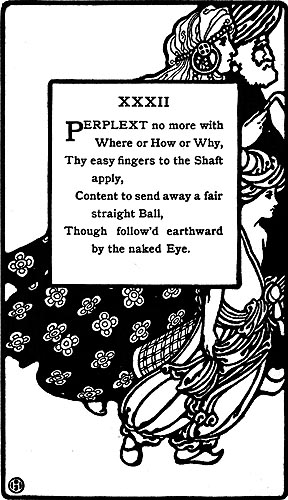 XXXII
PERPLEXT no more with
Where or How or Why,
Thy easy fingers to the Shaft
apply,
Content to send away a fair
straight Ball,
Though follow'd earthward
by the naked Eye.